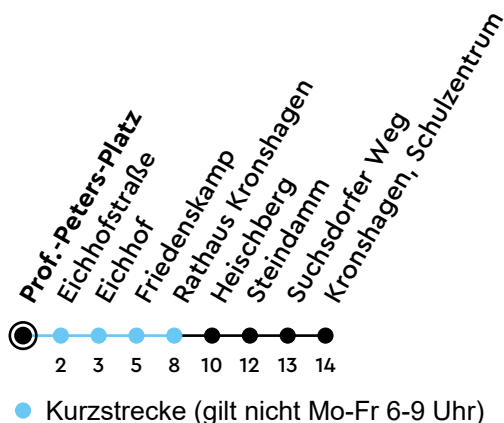 Prof.-Peters-Platz
Eichhofstraße
Eichhof
Friedenskamp
Rathaus Kronshagen
Heischberg
Steindamm
Suchsdorfer Weg
Kronshagen, Schulzentrum
2 3 5 8 10 12 13 14
Kurzstrecke (gilt nicht Mo-Fr 6-9 Uhr)